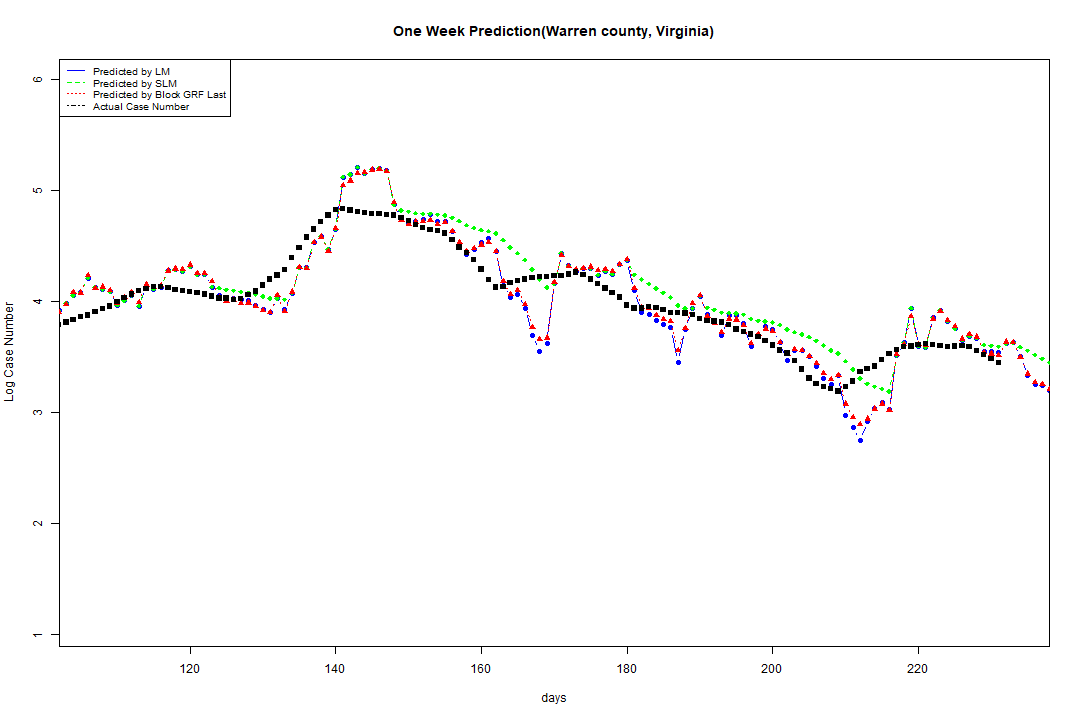 One Week Prediction(Warren county, Virginia)
Predicted by LM
Predicted by SLM
Predicted by Block GRF Last
Actual Case Number
6
5
4
3
2
1
Log Case Number
120 140 160 180 200 220
days